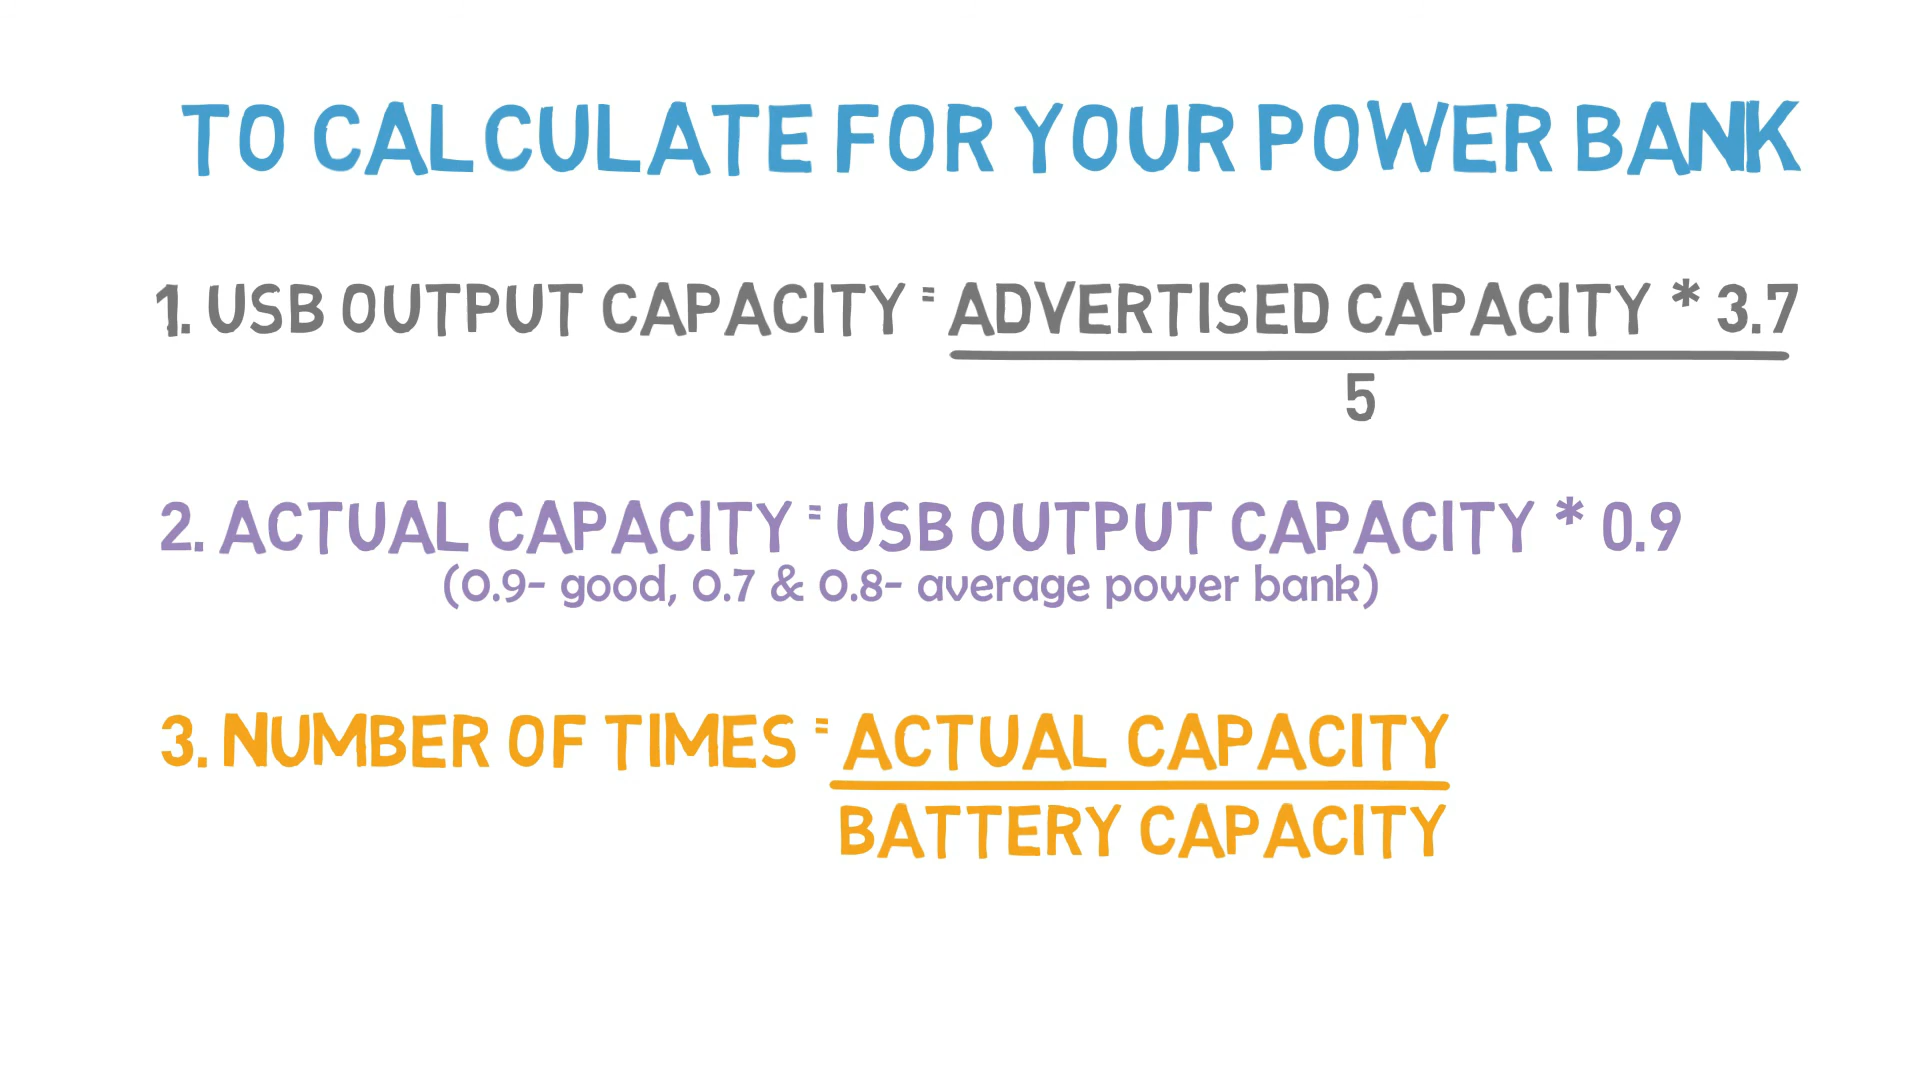 TO CALCULATE FOR YOUR POWER BANK
1. USB OUTPUT CAPACITY = ADVERTISED CAPACITY * 3.7
5
2. ACTUAL CAPACITY = USB OUTPUT CAPACITY * 0.9
(0.9- good, 0.7 & 0.8- average power bank)
3. NUMBER OF TIMES = ACTUAL CAPACITY
BATTERY CAPACITY